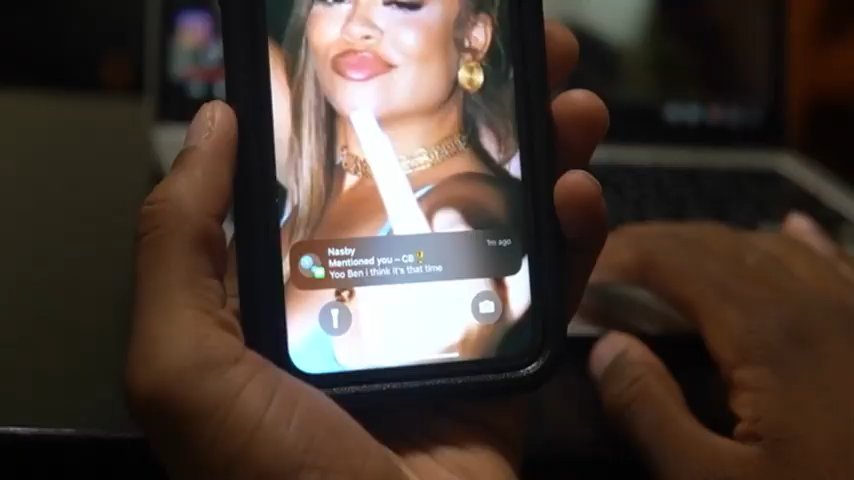 Nasby
1m ago
Mentioned you – CB❗
Yoo Ben i think it's that time